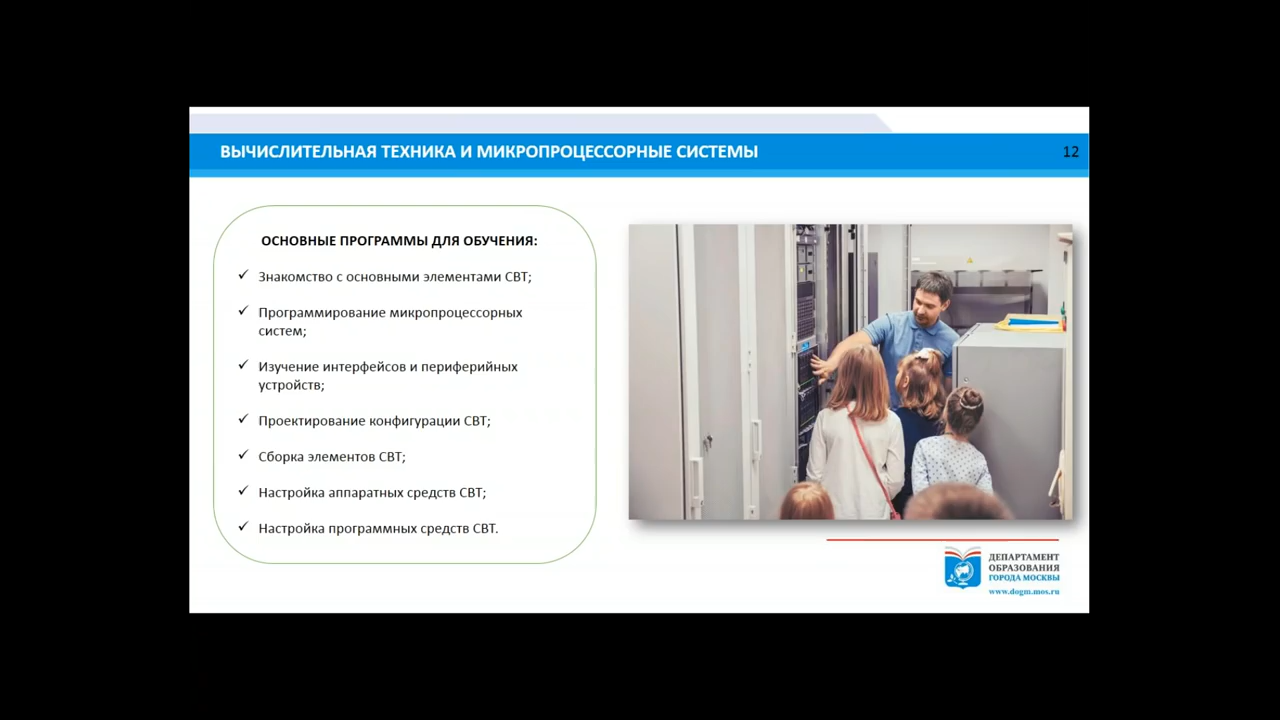 ВЫЧИСЛИТЕЛЬНАЯ ТЕХНИКА И МИКРОПРОЦЕССОРНЫЕ СИСТЕМЫ
12
ОСНОВНЫЕ ПРОГРАММЫ ДЛЯ ОБУЧЕНИЯ:
✓ Знакомство с основными элементами СВТ;
✓ Программирование микропроцессорных
систем;
✓ Изучение интерфейсов и периферийных
устройств;
✓ Проектирование конфигурации СВТ;
✓ Сборка элементов СВТ;
✓ Настройка аппаратных средств СВТ;
✓ Настройка программных средств СВТ.
ДЕПАРТАМЕНТ
ОБРАЗОВАНИЯ
ГОРОДА МОСКВЫ
www.dogm.mos.ru